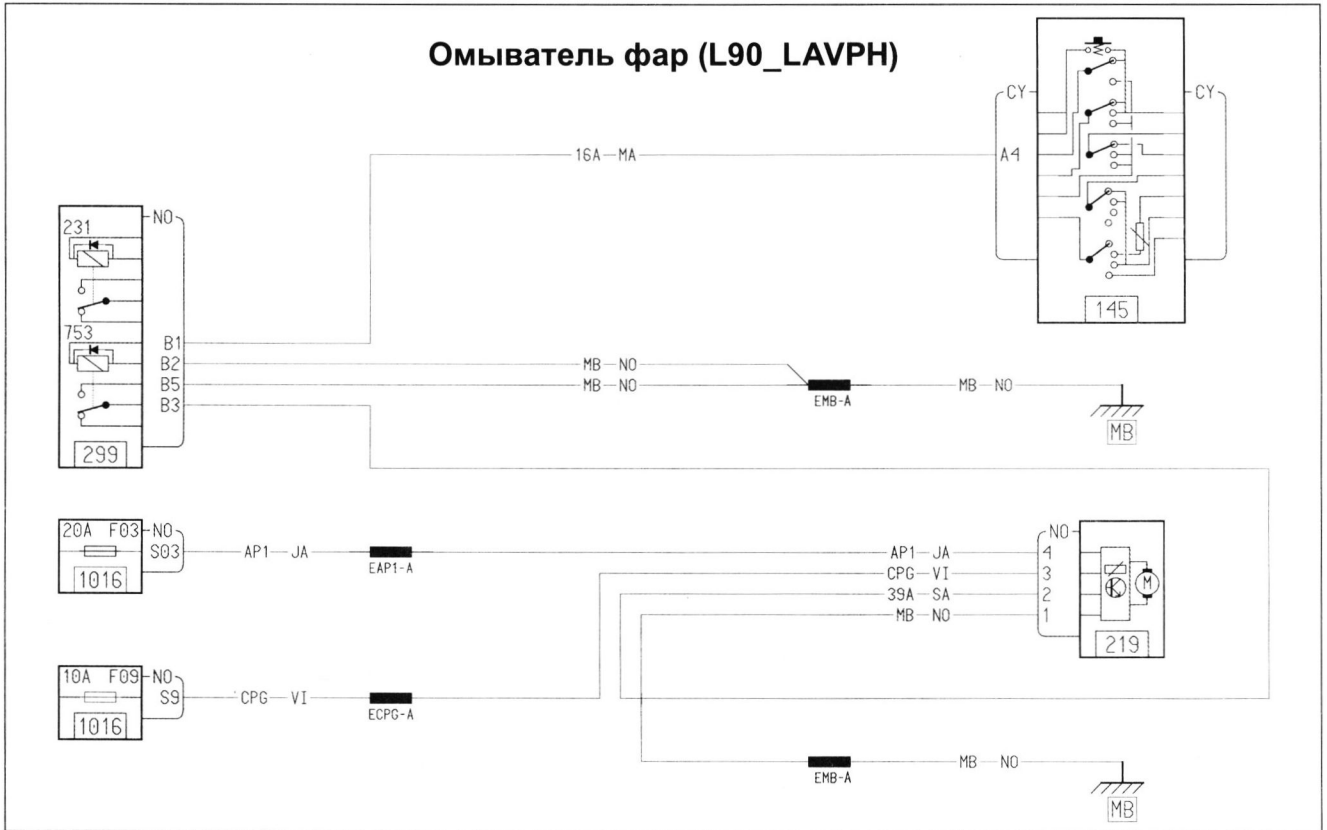 Омыватель фар (L90_LAVPH)
CY
CY
16A MA
A4
NO
231
145
753
B1
B2
MB NO
B5
MB NO
MB NO
B3
EMB-A
MB
299
20A F03 NO
S03
AP1 JA
EAP1-A
1016
NO
AP1 JA
4
CPG VI
3
39A SA
2
MB NO
1
M
219
10A F09 NO
S9
CPG VI
ECPG-A
1016
MB NO
EMB-A
MB